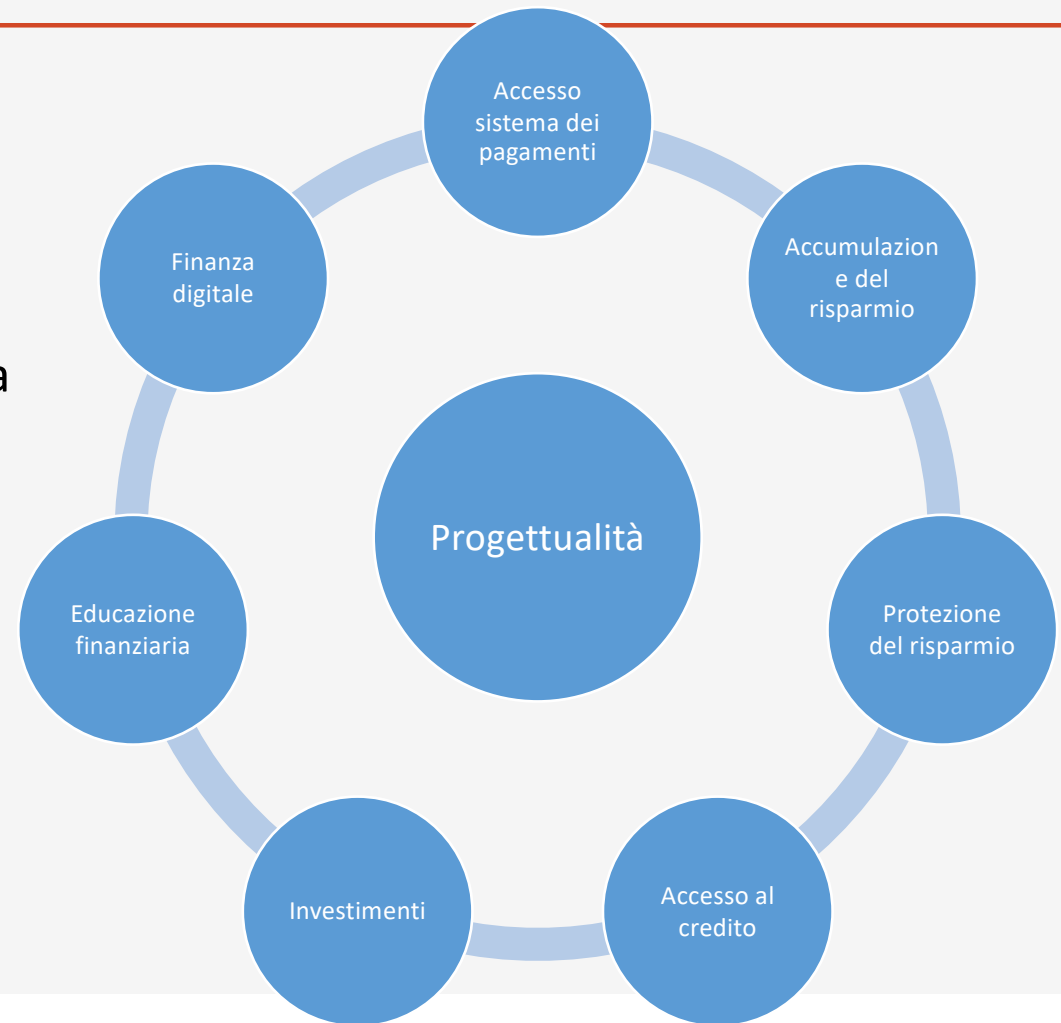 Accesso
sistema dei
pagamenti
Accumulazion
e del
risparmio
Protezione
del risparmio
Accesso al
credito
Investimenti
Educazione
finanziaria
Finanza
digitale
Progettualità
a